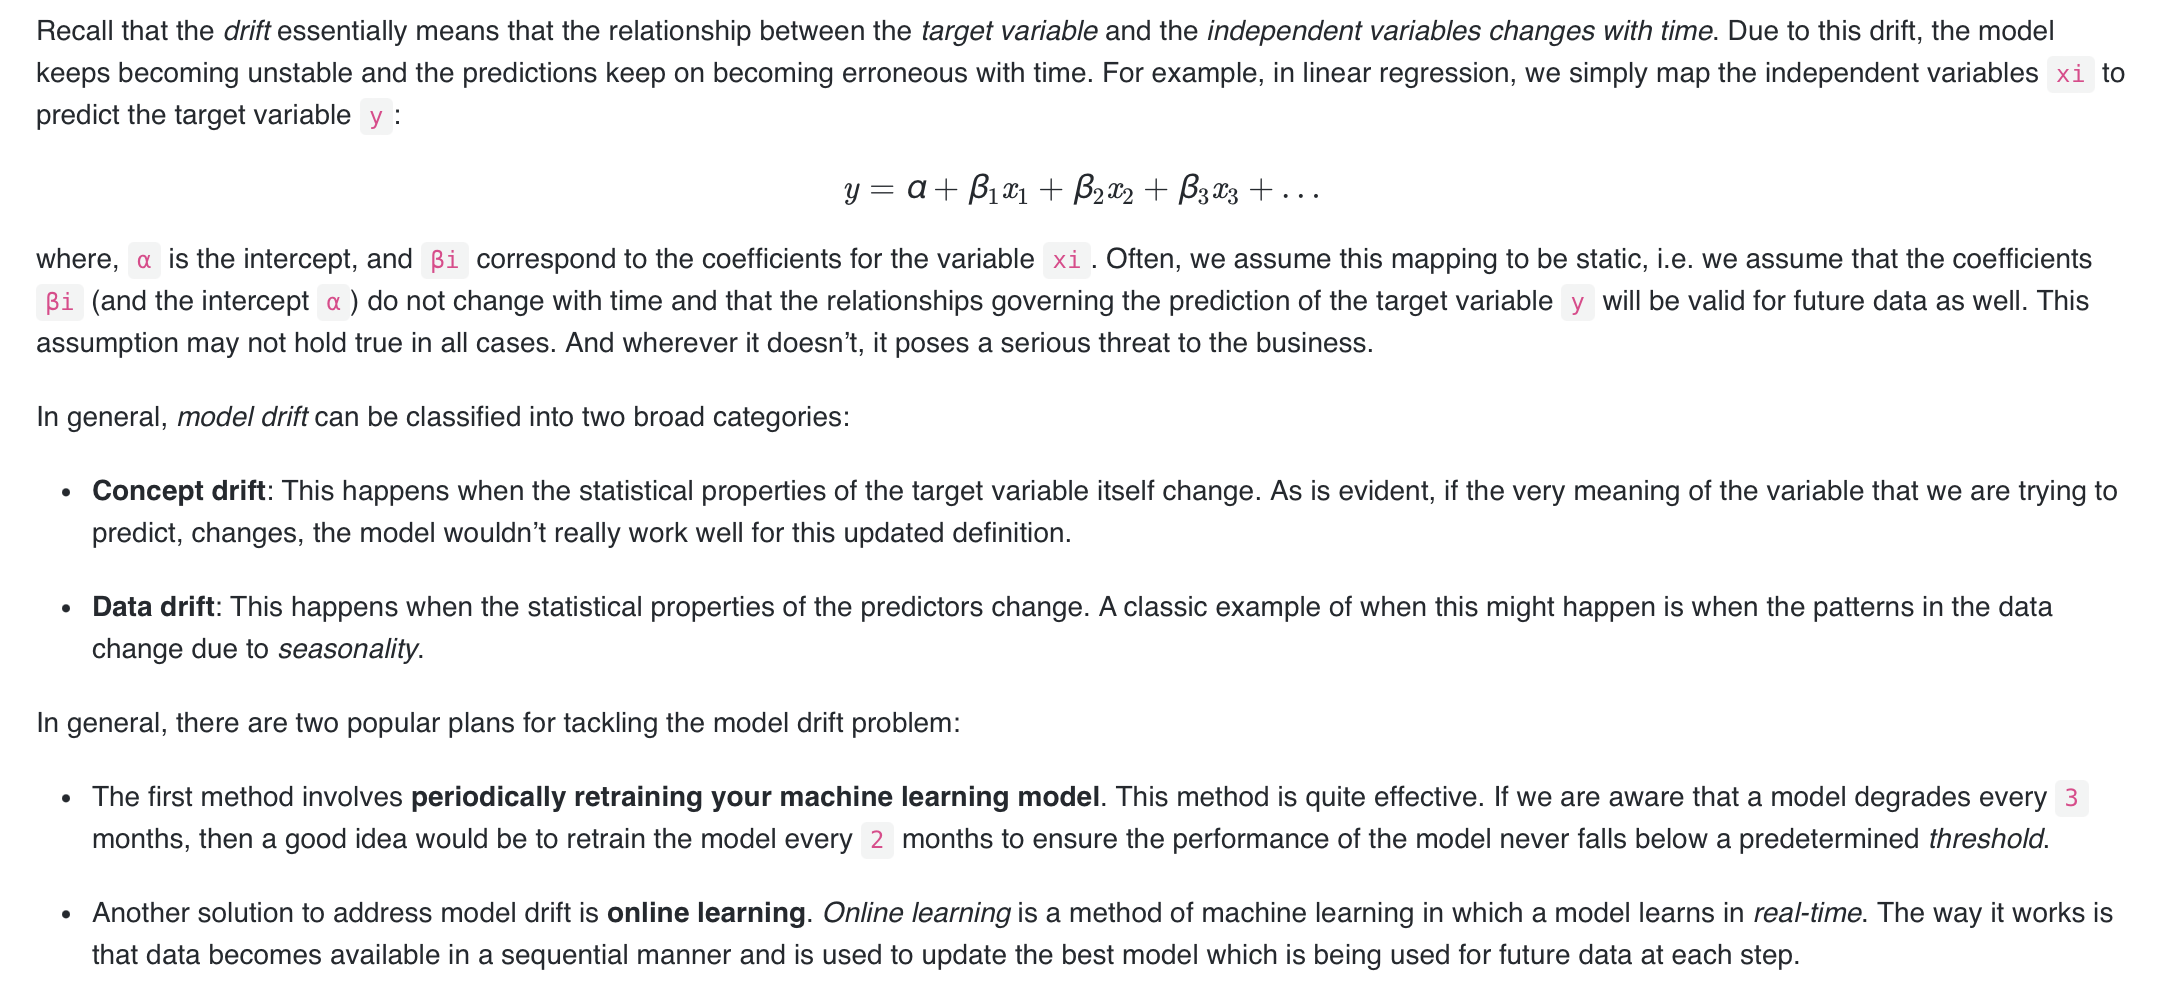 Recall that the drift essentially means that the relationship between the target variable and the independent variables changes with time. Due to this drift, the model
keeps becoming unstable and the predictions keep on becoming erroneous with time. For example, in linear regression, we simply map the independent variables xi to
predict the target variable y :
y = α + β₁x₁ + β₂x₂ + β₃x₃ + ...
where, α is the intercept, and βi correspond to the coefficients for the variable xi . Often, we assume this mapping to be static, i.e. we assume that the coefficients
βi (and the intercept α ) do not change with time and that the relationships governing the prediction of the target variable y will be valid for future data as well. This
assumption may not hold true in all cases. And wherever it doesn’t, it poses a serious threat to the business.
In general, model drift can be classified into two broad categories:
• Concept drift: This happens when the statistical properties of the target variable itself change. As is evident, if the very meaning of the variable that we are trying to
predict, changes, the model wouldn’t really work well for this updated definition.
• Data drift: This happens when the statistical properties of the predictors change. A classic example of when this might happen is when the patterns in the data
change due to seasonality.
In general, there are two popular plans for tackling the model drift problem:
• The first method involves periodically retraining your machine learning model. This method is quite effective. If we are aware that a model degrades every 3
months, then a good idea would be to retrain the model every 2 months to ensure the performance of the model never falls below a predetermined threshold.
• Another solution to address model drift is online learning. Online learning is a method of machine learning in which a model learns in real-time. The way it works is
that data becomes available in a sequential manner and is used to update the best model which is being used for future data at each step.